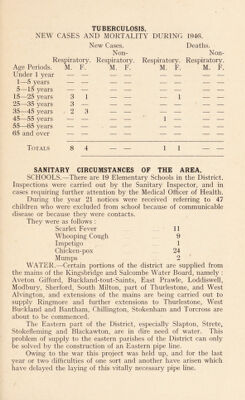 TUBERCULOSIS.
NEW CASES AND MORTALITY DURING 1946.
New Cases. Deaths.
Non- Non-
Respiratory. Respiratory. Respiratory. Respiratory.
Age Periods. M. F. M. F. M. F. M. F.
Under 1 year — — — — — — — —
1—5 years — — — — — — — —
5—15 years — — — — — — — —
15—25 years 3 1 — — — 1 — —
25—35 years 3 — — — — — — —
35—45 years 2 3 — — — — — —
45—55 years — — — — 1 — — —
55—65 years — — — — — — — —
65 and over — — — — — — — —
TOTALS 8 4 — — 1 1 — —
SANITARY CIRCUMSTANCES OF THE AREA.
SCHOOLS.—There are 19 Elementary Schools in the District.
Inspections were carried out by the Sanitary Inspector, and in
cases requiring further attention by the Medical Officer of Health.
During the year 21 notices were received referring to 47
children who were excluded from school because of communicable
disease or because they were contacts.
They were as follows:
Scarlet Fever 11
Whooping Cough 9
Impetigo 1
Chicken-pox 24
Mumps 2
WATER.—Certain portions of the district are supplied from
the mains of the Kingsbridge and Salcombe Water Board, namely:
Aveton Gifford, Buckland-tout-Saints, East Prawle, Loddiswell,
Modbury, Sherford, South Milton, part of Thurlestone, and West
Alvington, and extensions of the mains are being carried out to
supply Ringmore and further extensions to Thurlestone, West
Buckland and Bantham, Chillington, Stokenham and Torcross are
about to be commenced.
The Eastern part of the District, especially Slapton, Strete,
Stokefleming and Blackawton, are in dire need of water. This
problem of supply to the eastern parishes of the District can only
be solved by the construction of an Eastern pipe line.
Owing to the war this project was held up, and for the last
year or two difficulties of one sort and another have arisen which
have delayed the laying of this vitally necessary pipe line.